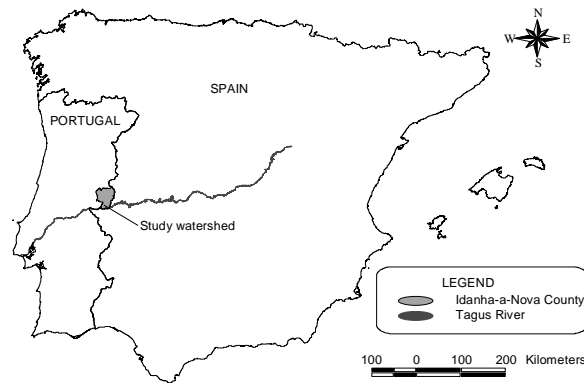 N
W E
S
SPAIN
PORTUGAL
Study watershed
LEGEND
Idanha-a-Nova County
Tagus River
100 0 100 200 Kilometers